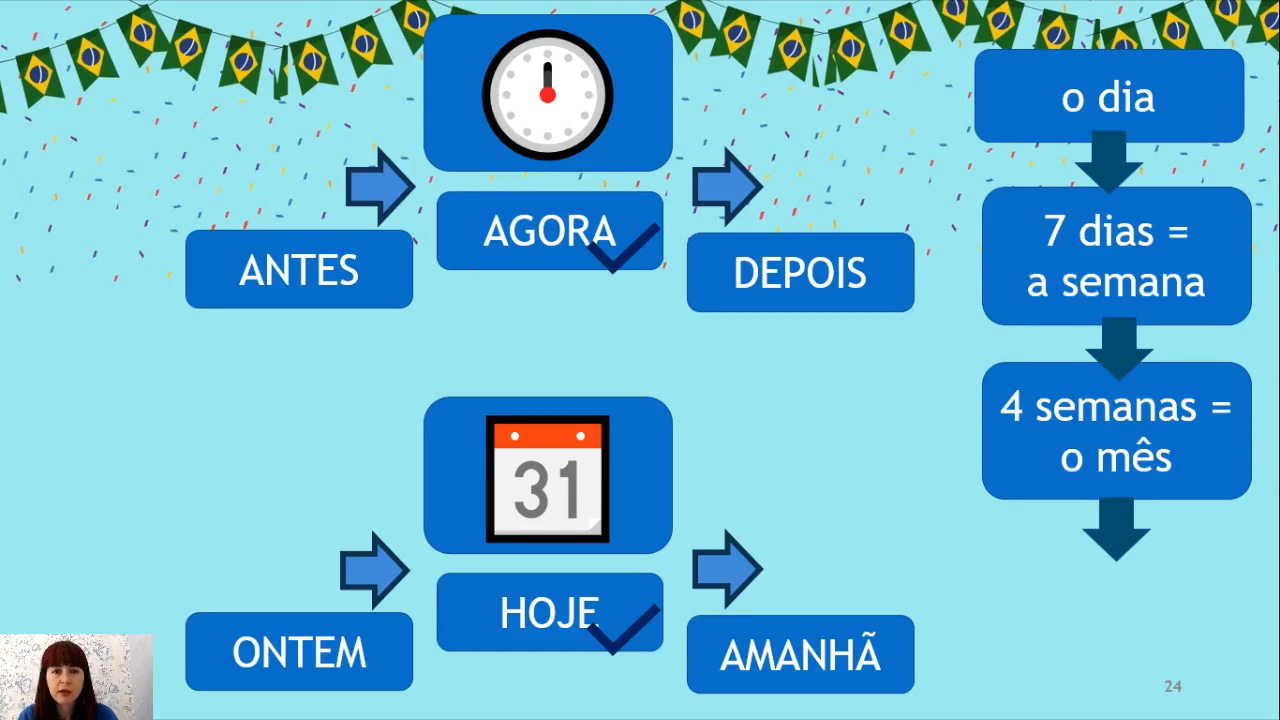 AGORA
ANTES
DEPOIS
31
HOJE
ONTEM
AMANHÃ
o dia
7 dias =
a semana
4 semanas =
o mês
24